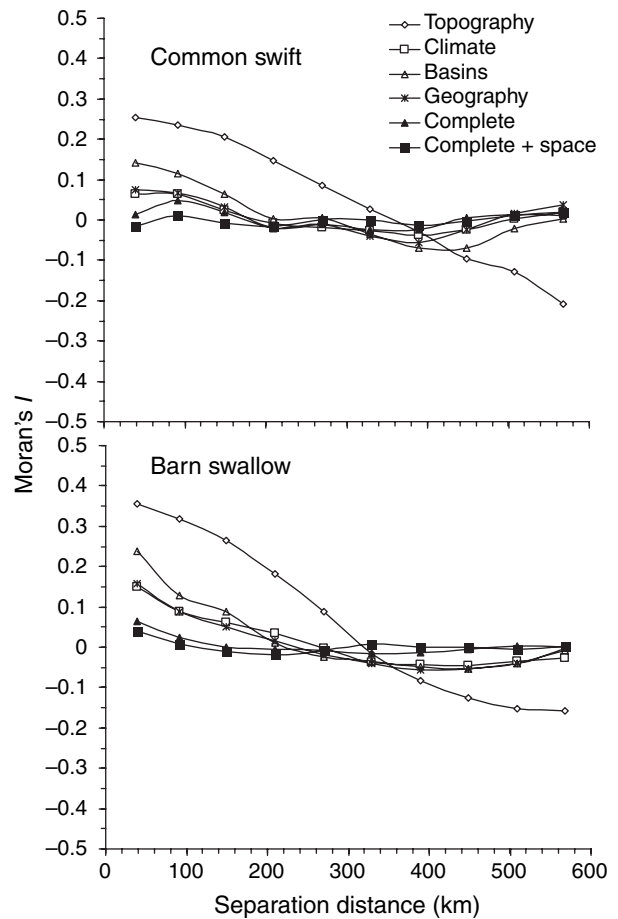 Common swift
Topography
Climate
Basins
Geography
Complete
Complete + space
0.5
0.4
0.3
0.2
0.1
0
–0.1
–0.2
–0.3
–0.4
–0.5
Moran's I
Barn swallow
0.5
0.4
0.3
0.2
0.1
0
–0.1
–0.2
–0.3
–0.4
–0.5
0 100 200 300 400 500 600
Separation distance (km)